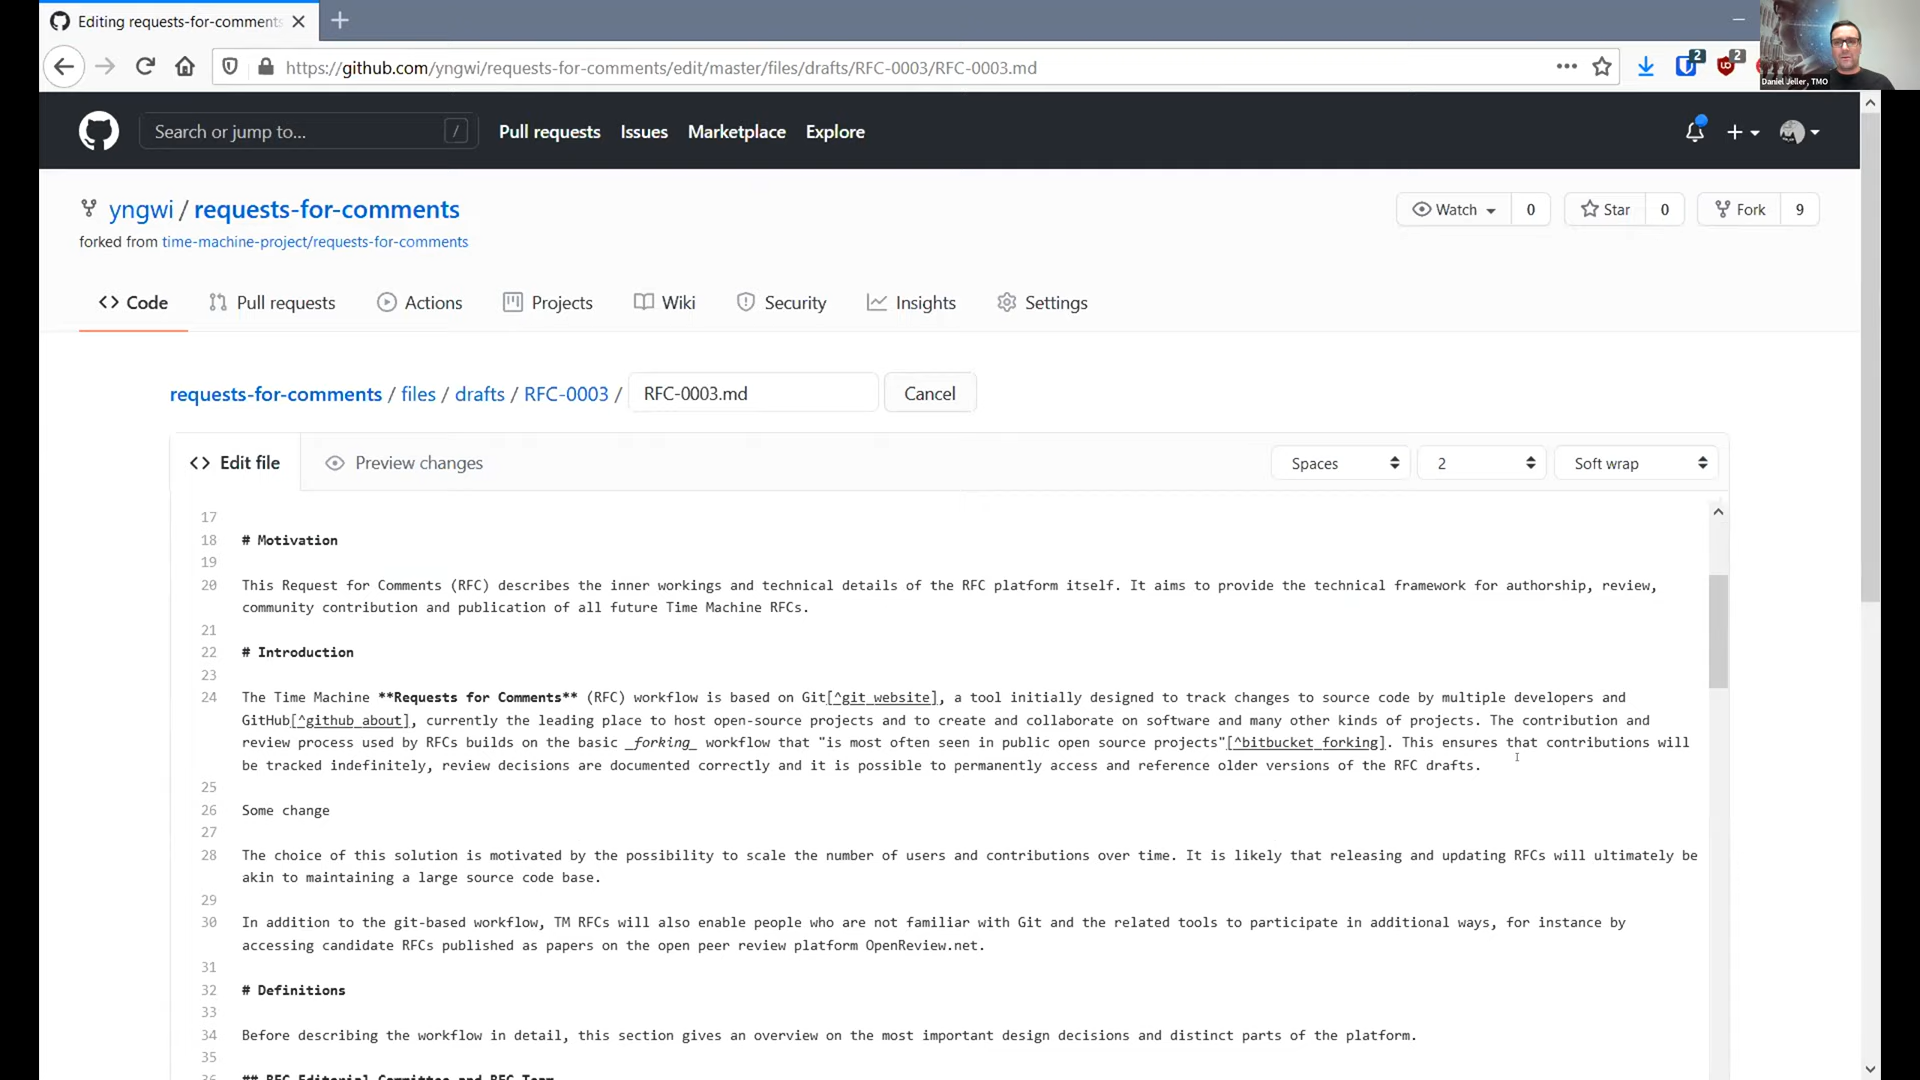 Editing requests-for-comments
https://github.com/yngwi/requests-for-comments/edit/master/files/drafts/RFC-0003/RFC-0003.md
2
2
Daniel Jeller, TMO
Search or jump to...
/
Pull requests
Issues
Marketplace
Explore
yngwi / requests-for-comments
Watch
0
Star
0
Fork
9
forked from time-machine-project/requests-for-comments
Code
Pull requests
Actions
Projects
Wiki
Security
Insights
Settings
requests-for-comments / files / drafts / RFC-0003 / RFC-0003.md
Cancel
Edit file
Preview changes
Spaces
2
Soft wrap
17
18 # Motivation
19
20 This Request for Comments (RFC) describes the inner workings and technical details of the RFC platform itself. It aims to provide the technical framework for authorship, review,
community contribution and publication of all future Time Machine RFCs.
21
22 # Introduction
23
24 The Time Machine **Requests for Comments** (RFC) workflow is based on Git[^git_website], a tool initially designed to track changes to source code by multiple developers and
GitHub[^github_about], currently the leading place to host open-source projects and to create and collaborate on software and many other kinds of projects. The contribution and
review process used by RFCs builds on the basic _forking_ workflow that "is most often seen in public open source projects"[^bitbucket_forking]. This ensures that contributions will
be tracked indefinitely, review decisions are documented correctly and it is possible to permanently access and reference older versions of the RFC drafts.
25
26 Some change
27
28 The choice of this solution is motivated by the possibility to scale the number of users and contributions over time. It is likely that releasing and updating RFCs will ultimately be
akin to maintaining a large source code base.
29
30 In addition to the git-based workflow, TM RFCs will also enable people who are not familiar with Git and the related tools to participate in additional ways, for instance by
accessing candidate RFCs published as papers on the open peer review platform OpenReview.net.
31
32 # Definitions
33
34 Before describing the workflow in detail, this section gives an overview on the most important design decisions and distinct parts of the platform.
35
36 ## RFC Editorial Committee and RFC Team